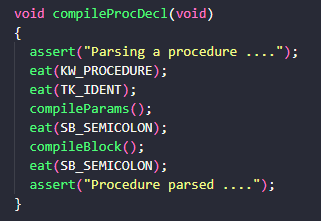 void compileProcDecl(void)
{
  assert("Parsing a procedure ....");
  eat(KW_PROCEDURE);
  eat(TK_IDENT);
  compileParams();
  eat(SB_SEMICOLON);
  compileBlock();
  eat(SB_SEMICOLON);
  assert("Procedure parsed ....");
}